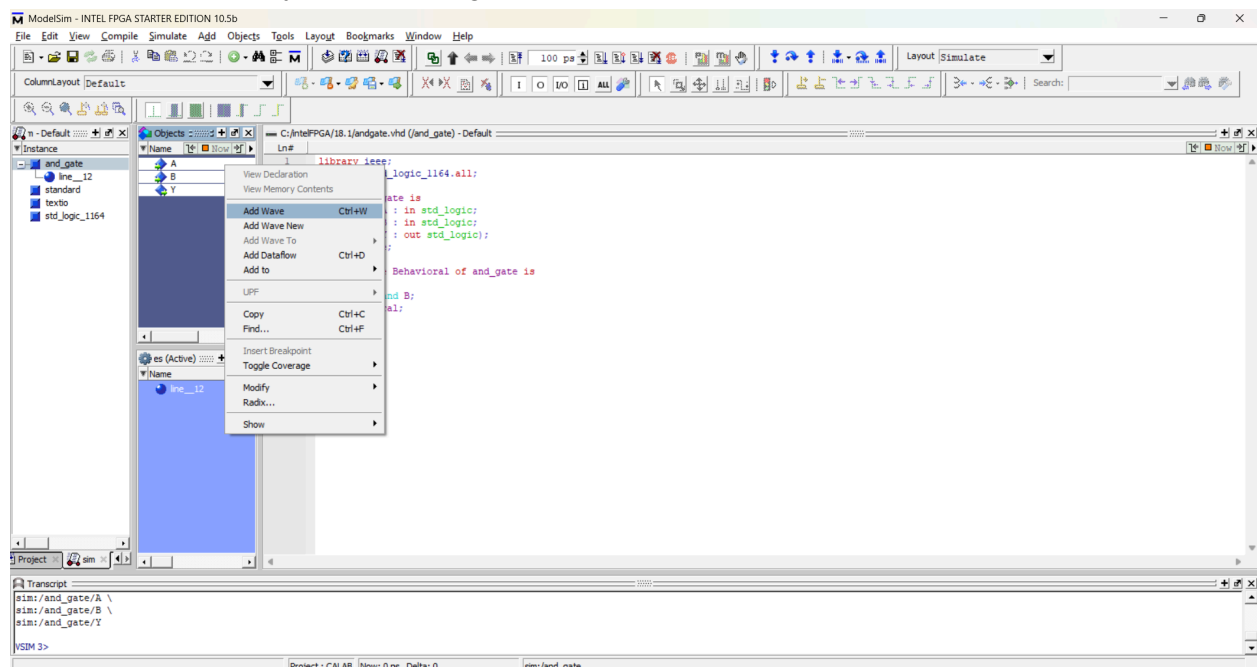 ModelSim - INTEL FPGA STARTER EDITION 10.5b
File Edit View Compile Simulate Add Objects Tools Layout Bookmarks Window Help
100 ps
Layout Simulate
ColumnLayout Default
I O I/O ALL
Search:
n - Default
Instance
and_gate
line__12
standard
textio
std_logic_1164
Project
sim
Objects
Name
Now
A
B
Y
es (Active)
Name
line__12
C:/intelFPGA/18.1/andgate.vhd (/and_gate) - Default
Ln#
Now
1 library ieee;
_logic_1164.all;
ate is
: in std_logic;
: in std_logic;
: out std_logic);
;
Behavioral of and_gate is
nd B;
al;
View Declaration
View Memory Contents
Add Wave Ctrl+W
Add Wave New
Add Wave To
Add Dataflow Ctrl+D
Add to
UPF
Copy Ctrl+C
Find... Ctrl+F
Insert Breakpoint
Toggle Coverage
Modify
Radix...
Show
Transcript
sim:/and_gate/A \
sim:/and_gate/B \
sim:/and_gate/Y
VSIM 3>
Project : CALAB Now: 0 ps Delta: 0 sim:/and_gate